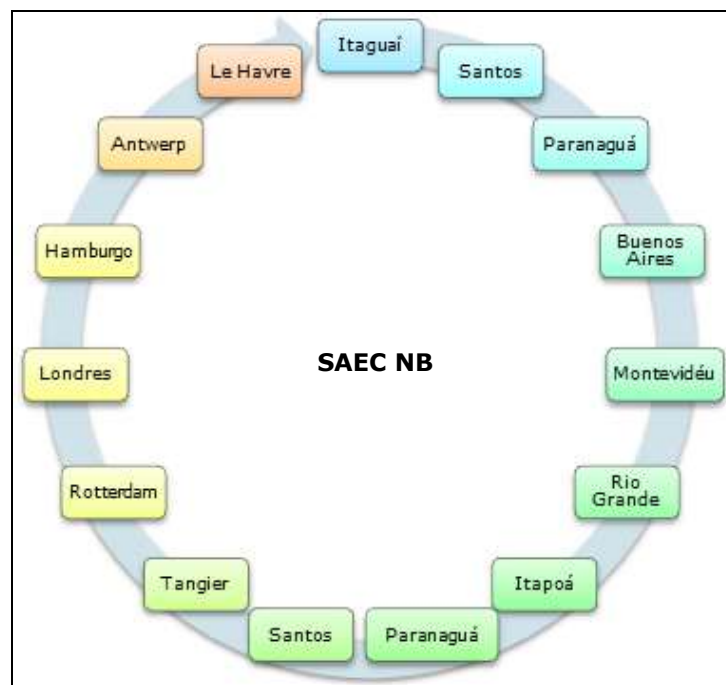 Itaguaí
Santos
Paranaguá
Buenos
Aires
Montevidéu
Rio
Grande
Itapoá
Paranaguá
Santos
Tangier
Rotterdam
Londres
Hamburgo
Antwerp
Le Havre
SAEC NB